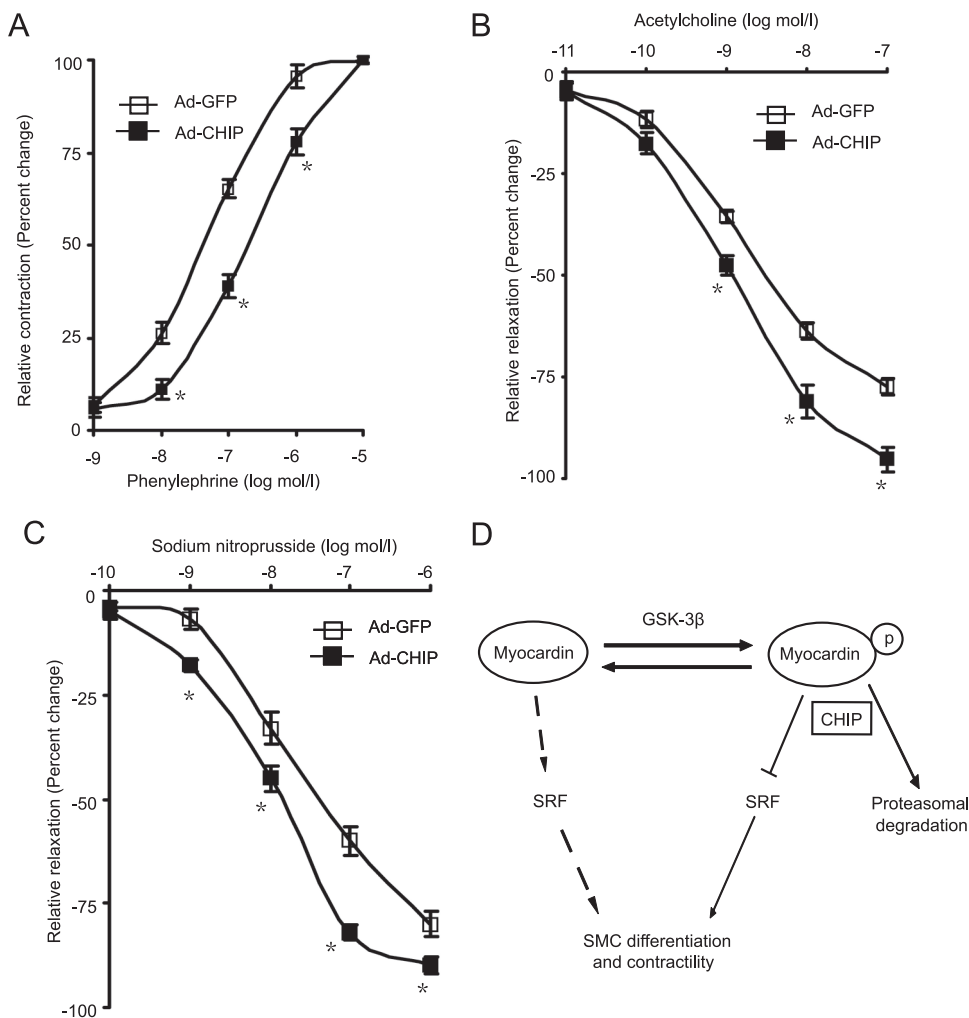 A
Relative contraction (Percent change)
100
75
50
25
0
Ad-GFP
Ad-CHIP
*
*
*
-9 -8 -7 -6 -5
Phenylephrine (log mol/l)
B
Acetylcholine (log mol/l)
-11 -10 -9 -8 -7
Relative relaxation (Percent change)
0
-25
-50
-75
-100
Ad-GFP
Ad-CHIP
*
*
*
C
Sodium nitroprusside (log mol/l)
-10 -9 -8 -7 -6
Relative relaxation (Percent change)
0
-25
-50
-75
-100
Ad-GFP
Ad-CHIP
*
*
*
*
D
GSK-3β
Myocardin
Myocardin
p
CHIP
SRF
SRF
Proteasomal
degradation
SMC differentiation
and contractility